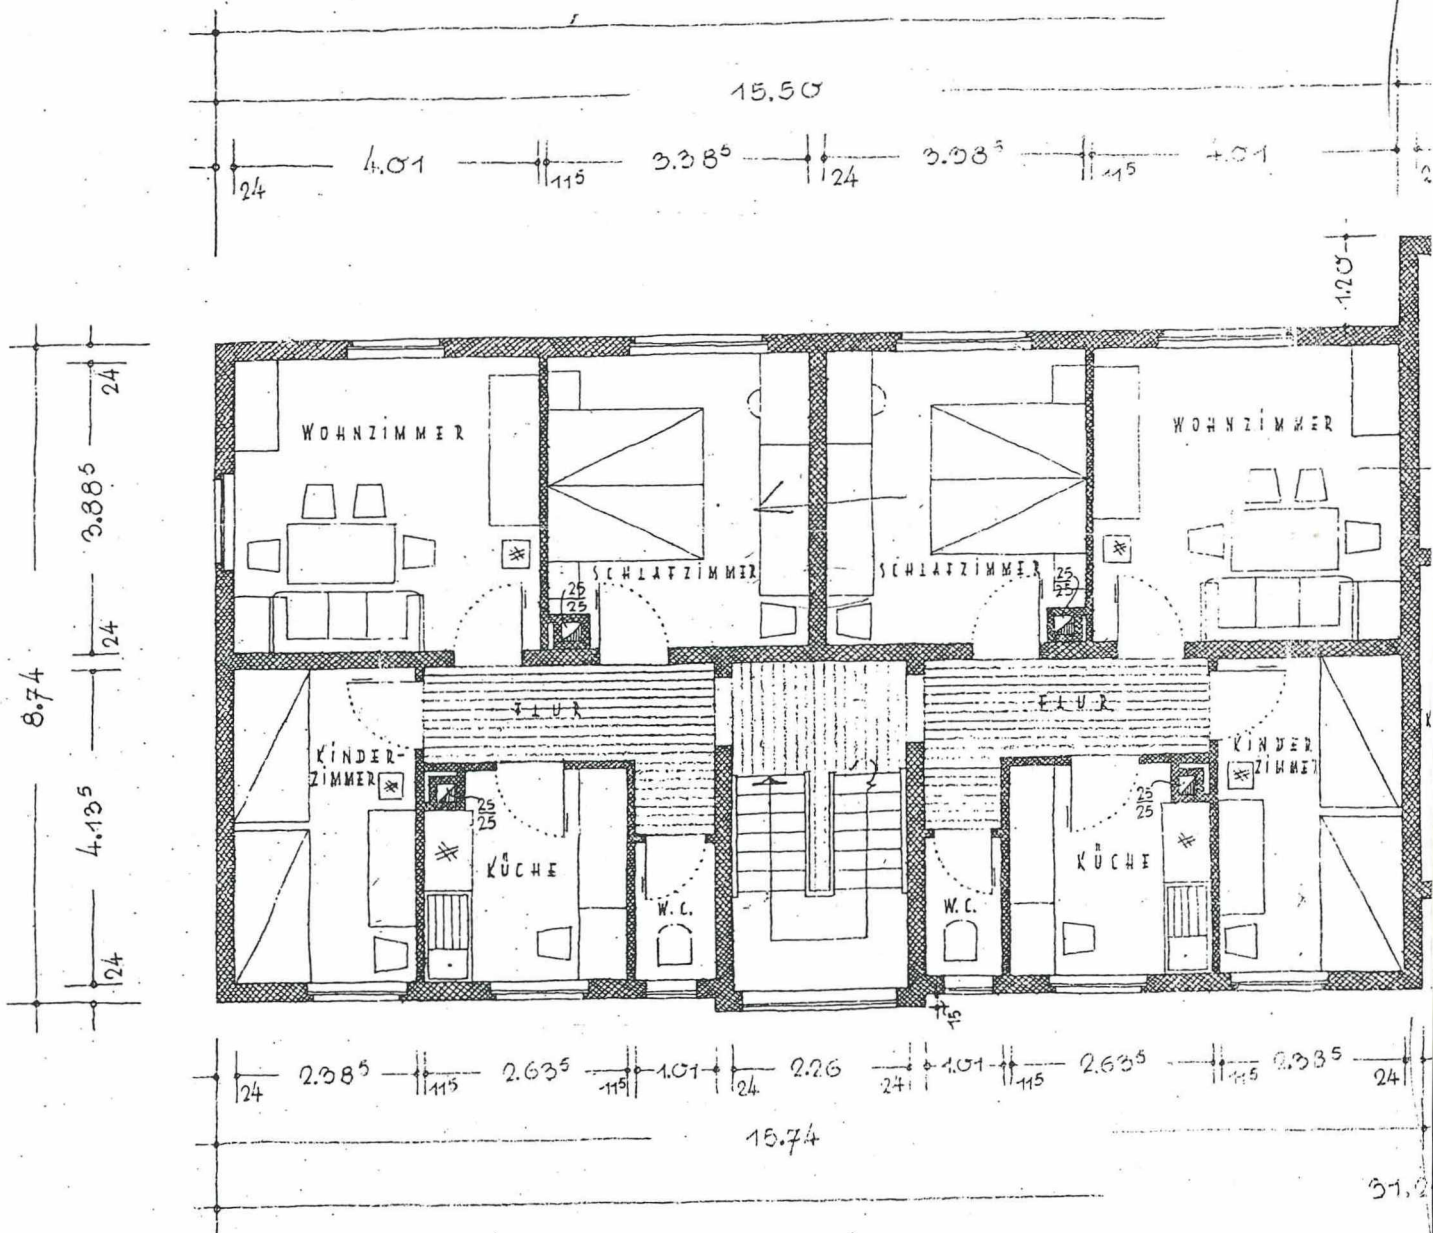 15.50
4.01 3.38⁵ 3.38⁵ 4.01
24 11⁵ 24 11⁵
1.20
24
WOHNZIMMER WOHNZIMMER
3.88⁵
SCHLAFZIMMER SCHLAFZIMMER
25
25
25
25
24
8.74
FLUR FLUR
KINDER-
ZIMMER
KINDER
ZIMMER
25
25
25
25
4.13⁵
KÜCHE KÜCHE
W.C. W.C.
24
15
2.38⁵ 2.63⁵ 1.01 2.26 1.01 2.63⁵ 2.38⁵
24 11⁵ 11⁵ 24 24 11⁵ 11⁵ 24
15.74
31.2